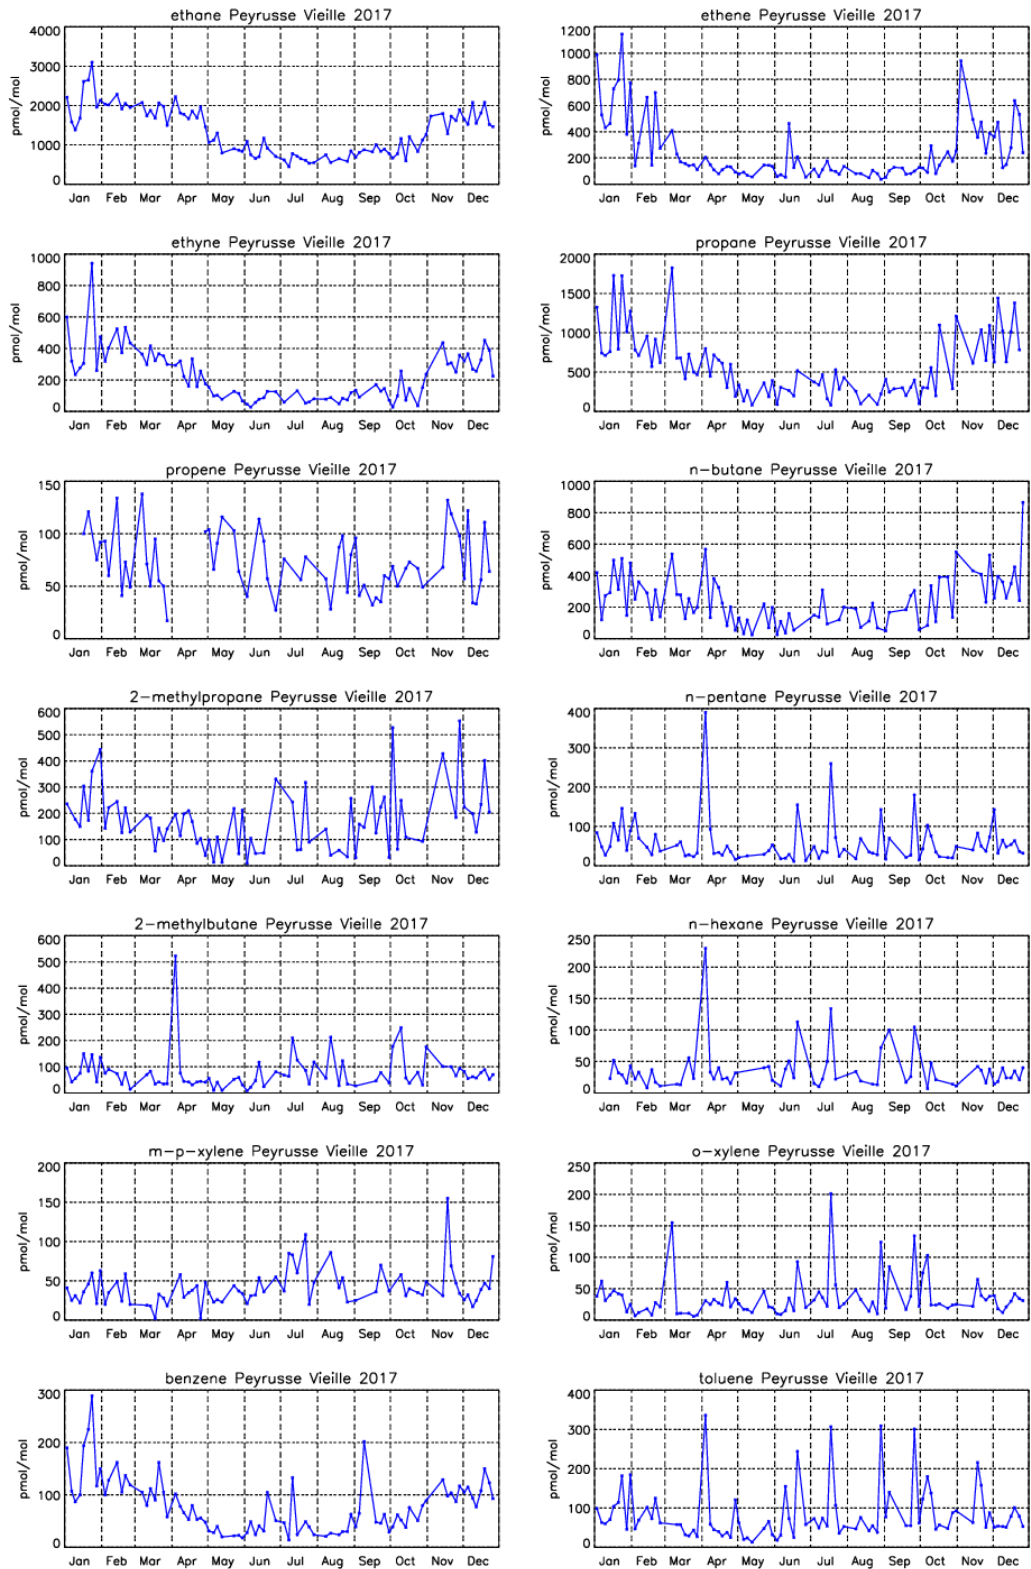 ethane Peyrusse Vieille 2017
4000
3000
2000
1000
0
pmol/mol
Jan Feb Mar Apr May Jun Jul Aug Sep Oct Nov Dec
ethene Peyrusse Vieille 2017
1200
1000
800
600
400
200
0
pmol/mol
Jan Feb Mar Apr May Jun Jul Aug Sep Oct Nov Dec
ethyne Peyrusse Vieille 2017
1000
800
600
400
200
0
pmol/mol
Jan Feb Mar Apr May Jun Jul Aug Sep Oct Nov Dec
propane Peyrusse Vieille 2017
2000
1500
1000
500
0
pmol/mol
Jan Feb Mar Apr May Jun Jul Aug Sep Oct Nov Dec
propene Peyrusse Vieille 2017
150
100
50
0
pmol/mol
Jan Feb Mar Apr May Jun Jul Aug Sep Oct Nov Dec
n-butane Peyrusse Vieille 2017
1000
800
600
400
200
0
pmol/mol
Jan Feb Mar Apr May Jun Jul Aug Sep Oct Nov Dec
2-methylpropane Peyrusse Vieille 2017
600
500
400
300
200
100
0
pmol/mol
Jan Feb Mar Apr May Jun Jul Aug Sep Oct Nov Dec
n-pentane Peyrusse Vieille 2017
400
300
200
100
0
pmol/mol
Jan Feb Mar Apr May Jun Jul Aug Sep Oct Nov Dec
2-methylbutane Peyrusse Vieille 2017
600
500
400
300
200
100
0
pmol/mol
Jan Feb Mar Apr May Jun Jul Aug Sep Oct Nov Dec
n-hexane Peyrusse Vieille 2017
250
200
150
100
50
0
pmol/mol
Jan Feb Mar Apr May Jun Jul Aug Sep Oct Nov Dec
m-p-xylene Peyrusse Vieille 2017
200
150
100
50
0
pmol/mol
Jan Feb Mar Apr May Jun Jul Aug Sep Oct Nov Dec
o-xylene Peyrusse Vieille 2017
250
200
150
100
50
0
pmol/mol
Jan Feb Mar Apr May Jun Jul Aug Sep Oct Nov Dec
benzene Peyrusse Vieille 2017
300
200
100
0
pmol/mol
Jan Feb Mar Apr May Jun Jul Aug Sep Oct Nov Dec
toluene Peyrusse Vieille 2017
400
300
200
100
0
pmol/mol
Jan Feb Mar Apr May Jun Jul Aug Sep Oct Nov Dec